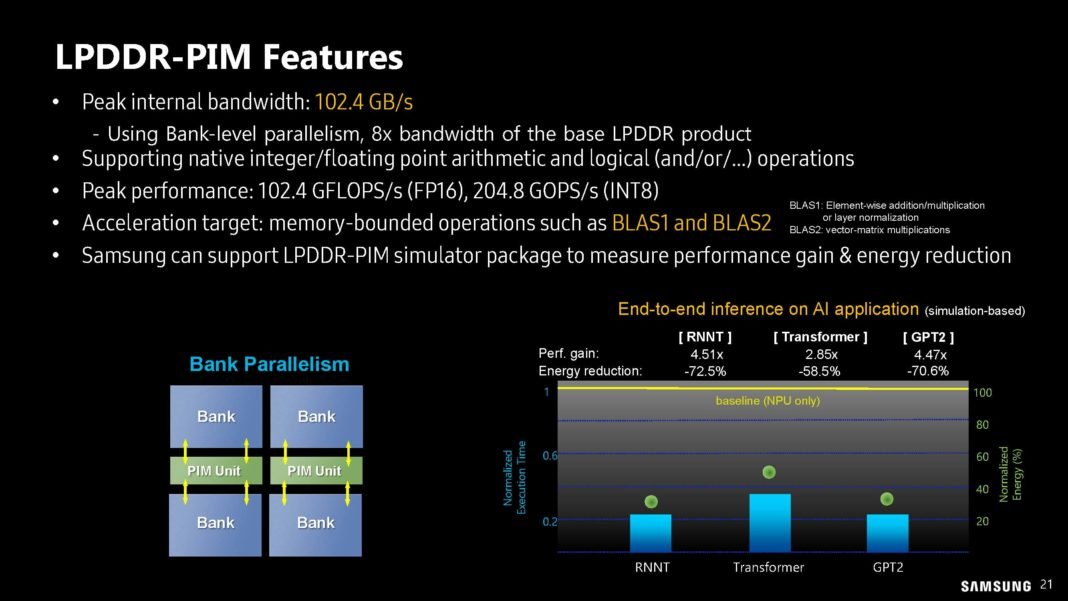 LPDDR-PIM Features
• Peak internal bandwidth: 102.4 GB/s
- Using Bank-level parallelism, 8x bandwidth of the base LPDDR product
• Supporting native integer/floating point arithmetic and logical (and/or/...) operations
• Peak performance: 102.4 GFLOPS/s (FP16), 204.8 GOPS/s (INT8)
• Acceleration target: memory-bounded operations such as BLAS1 and BLAS2
BLAS1: Element-wise addition/multiplication
or layer normalization
BLAS2: vector-matrix multiplications
• Samsung can support LPDDR-PIM simulator package to measure performance gain & energy reduction
Bank Parallelism
Bank Bank
PIM Unit PIM Unit
Bank Bank
End-to-end inference on AI application (simulation-based)
[ RNNT ] [ Transformer ] [ GPT2 ]
Perf. gain: 4.51x 2.85x 4.47x
Energy reduction: -72.5% -58.5% -70.6%
1 100
baseline (NPU only)
80
0.6 60
40
0.2 20
Normalized
Execution Time
Normalized
Energy (%)
RNNT Transformer GPT2
SAMSUNG 21